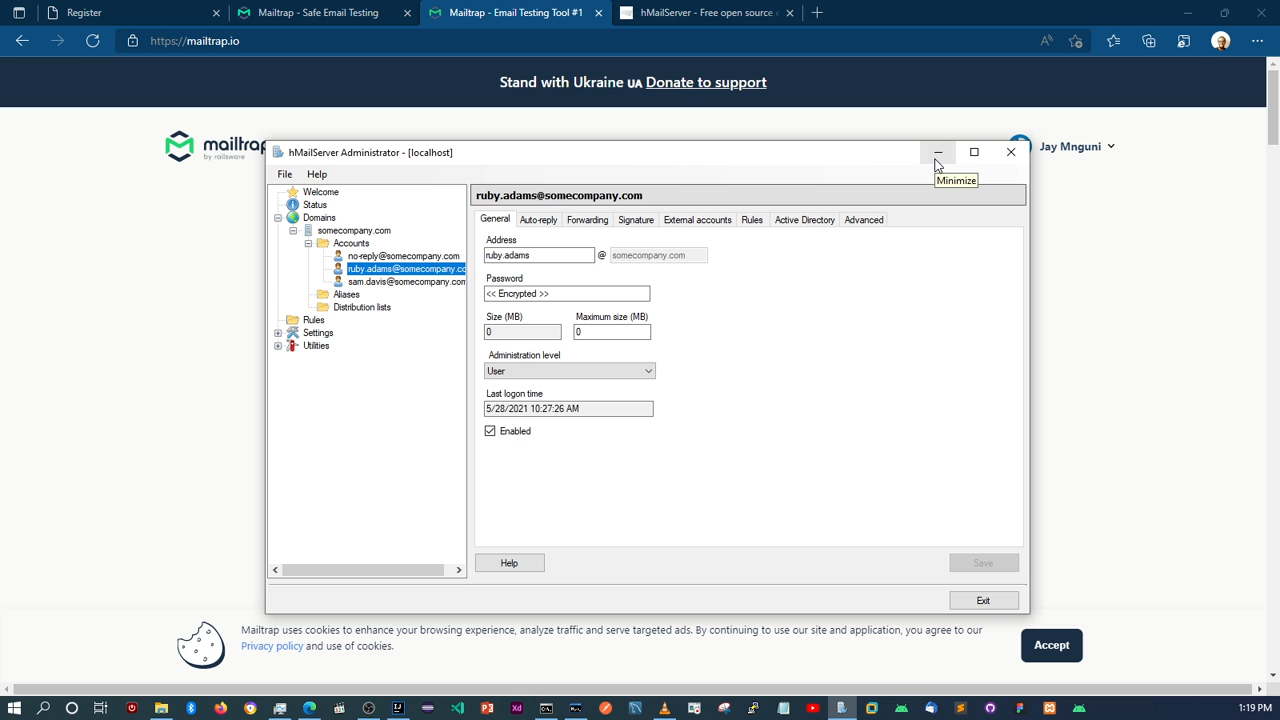 Register
Mailtrap - Safe Email Testing
Mailtrap - Email Testing Tool #1
hMailServer - Free open source
https://mailtrap.io
Stand with Ukraine UA Donate to support
mailtrap
by railsware
Jay Mnguni
hMailServer Administrator - [localhost]
File Help
Minimize
Welcome
Status
Domains
somecompany.com
Accounts
no-reply@somecompany.com
ruby.adams@somecompany.co
sam.davis@somecompany.com
Aliases
Distribution lists
Rules
Settings
Utilities
ruby.adams@somecompany.com
General Auto-reply Forwarding Signature External accounts Rules Active Directory Advanced
Address
ruby.adams @ somecompany.com
Password
<< Encrypted >>
Size (MB) Maximum size (MB)
0 0
Administration level
User
Last logon time
5/28/2021 10:27:26 AM
Enabled
Help Save
Exit
Mailtrap uses cookies to enhance your browsing experience, analyze traffic and serve targeted ads. By continuing to use our site and application, you agree to our
Privacy policy and use of cookies.
Accept
1:19 PM